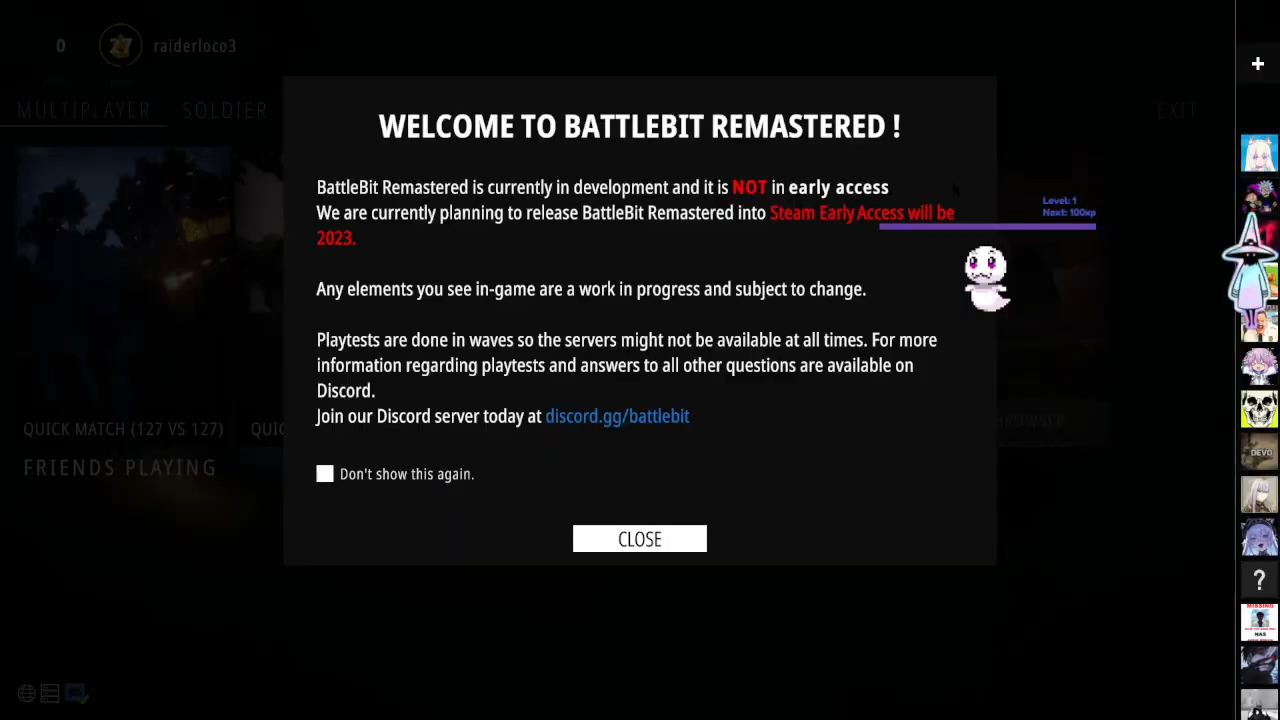 0
27
raiderloco3
MULTIPLAYER SOLDIER
EXIT
WELCOME TO BATTLEBIT REMASTERED !
BattleBit Remastered is currently in development and it is NOT in early access
We are currently planning to release BattleBit Remastered into Steam Early Access will be
2023.
Level: 1
Next: 100xp
Any elements you see in-game are a work in progress and subject to change.
Playtests are done in waves so the servers might not be available at all times. For more
information regarding playtests and answers to all other questions are available on
Discord.
Join our Discord server today at discord.gg/battlebit
QUICK MATCH (127 VS 127)
QUIC
FRIENDS PLAYING
Don't show this again.
CLOSE
DEVO
?
MISSING
NAS